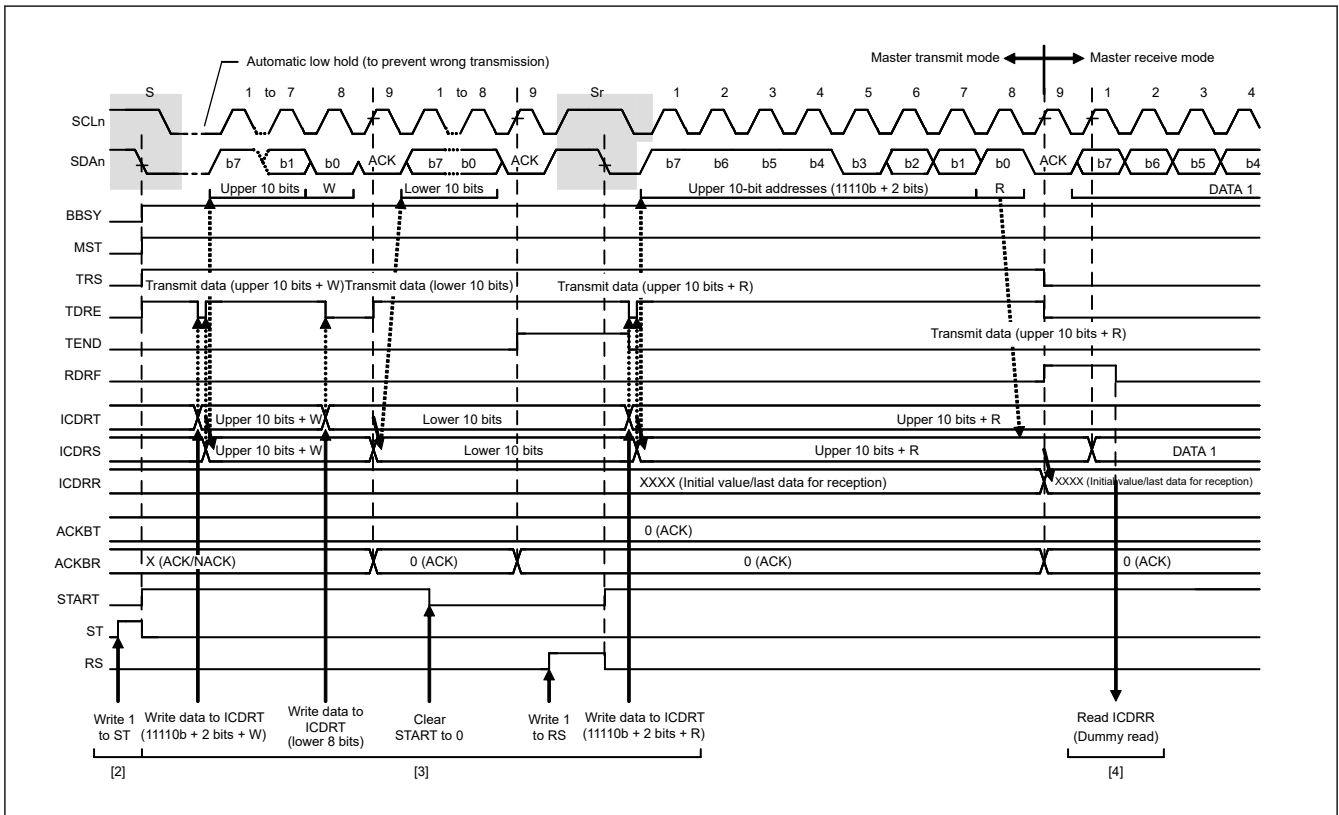 Master transmit mode Master receive mode
Automatic low hold (to prevent wrong transmission)
S 1 to 7 8 9 1 to 8 9 Sr 1 2 3 4 5 6 7 8 9 1 2 3 4
SCLn
SDAn b7 b1 b0 ACK b7 b0 ACK b7 b6 b5 b4 b3 b2 b1 b0 ACK b7 b6 b5 b4
Upper 10 bits W Lower 10 bits Upper 10-bit addresses (11110b + 2 bits) R DATA 1
BBSY
MST
TRS
Transmit data (upper 10 bits + W) Transmit data (lower 10 bits) Transmit data (upper 10 bits + R)
TDRE
Transmit data (upper 10 bits + R)
TEND
RDRF
ICDRT Upper 10 bits + W Lower 10 bits Upper 10 bits + R
ICDRS Upper 10 bits + W Lower 10 bits Upper 10 bits + R DATA 1
ICDRR XXXX (Initial value/last data for reception) XXXX (Initial value/last data for reception)
ACKBT 0 (ACK)
ACKBR X (ACK/NACK) 0 (ACK) 0 (ACK) 0 (ACK)
START
ST
RS
Write 1
to ST
Write data to ICDRT
(11110b + 2 bits + W)
Write data to
ICDRT
(lower 8 bits)
Clear
START to 0
Write 1
to RS
Write data to ICDRT
(11110b + 2 bits + R)
Read ICDRR
(Dummy read)
[2] [3] [4]